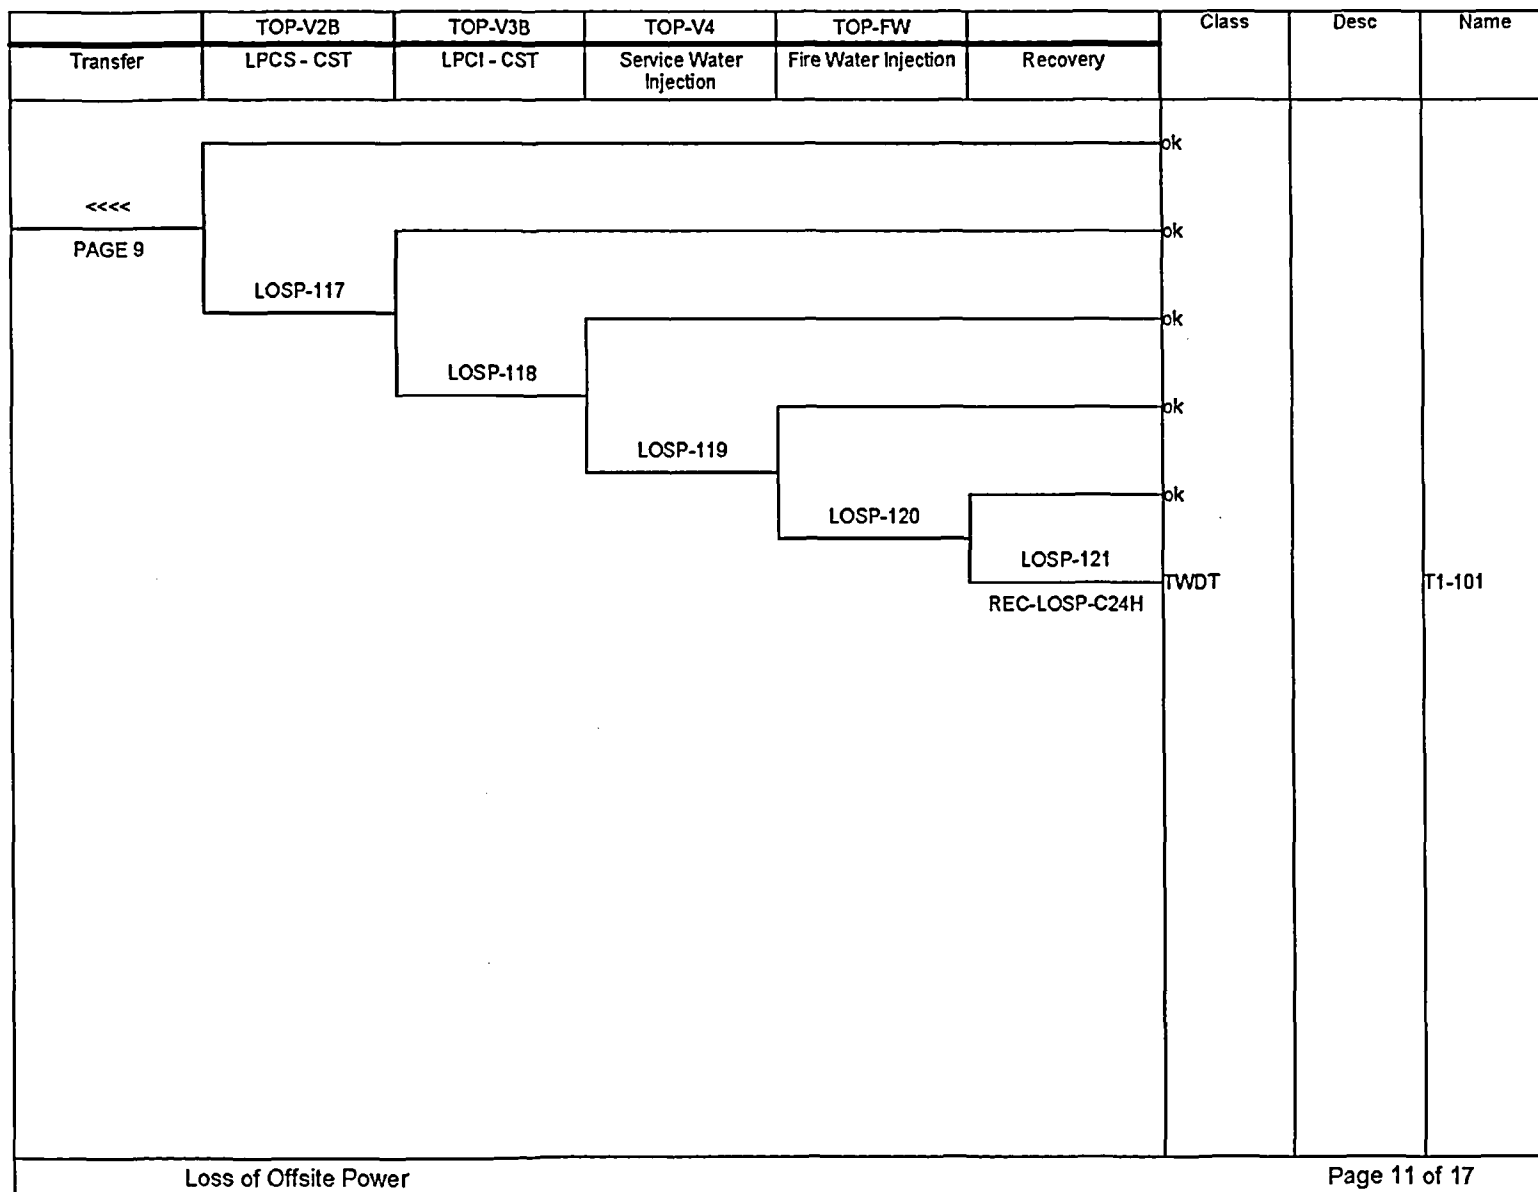 TOP-V2B TOP-V3B TOP-V4 TOP-FW Class Desc Name
Transfer LPCS - CST LPCI - CST Service Water Injection Fire Water Injection Recovery
ok
<<<<
PAGE 9
ok
LOSP-117
ok
LOSP-118
ok
LOSP-119
ok
LOSP-120
LOSP-121
TWDT T1-101
REC-LOSP-C24H
Loss of Offsite Power Page 11 of 17